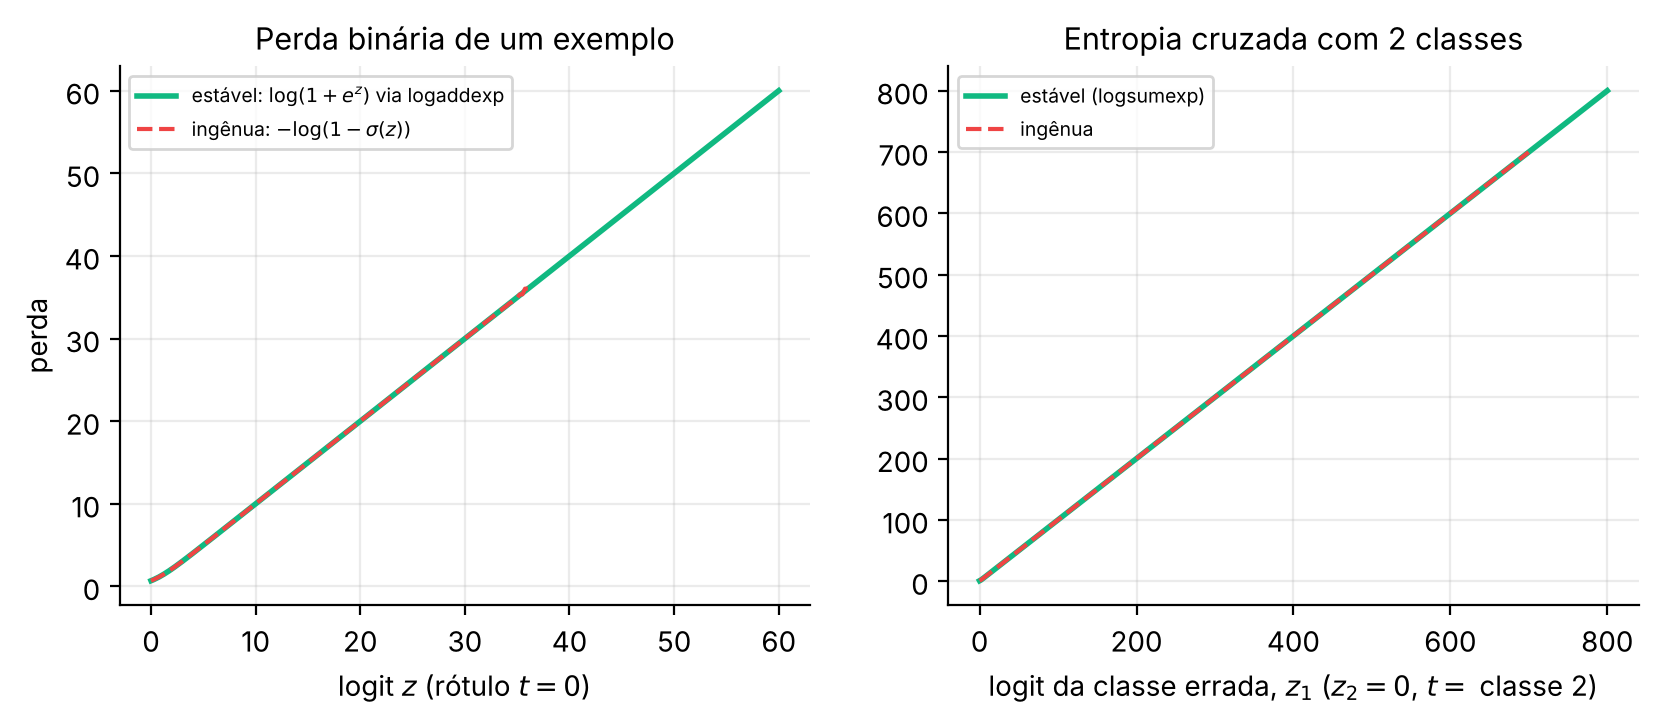 Perda binária de um exemplo
estável: log(1 + e^z) via logaddexp
ingênua: −log(1 − σ(z))
60
50
40
30
20
10
0
perda
0 10 20 30 40 50 60
logit z (rótulo t = 0)
Entropia cruzada com 2 classes
estável (logsumexp)
ingênua
800
700
600
500
400
300
200
100
0
0 200 400 600 800
logit da classe errada, z₁ (z₂ = 0, t = classe 2)